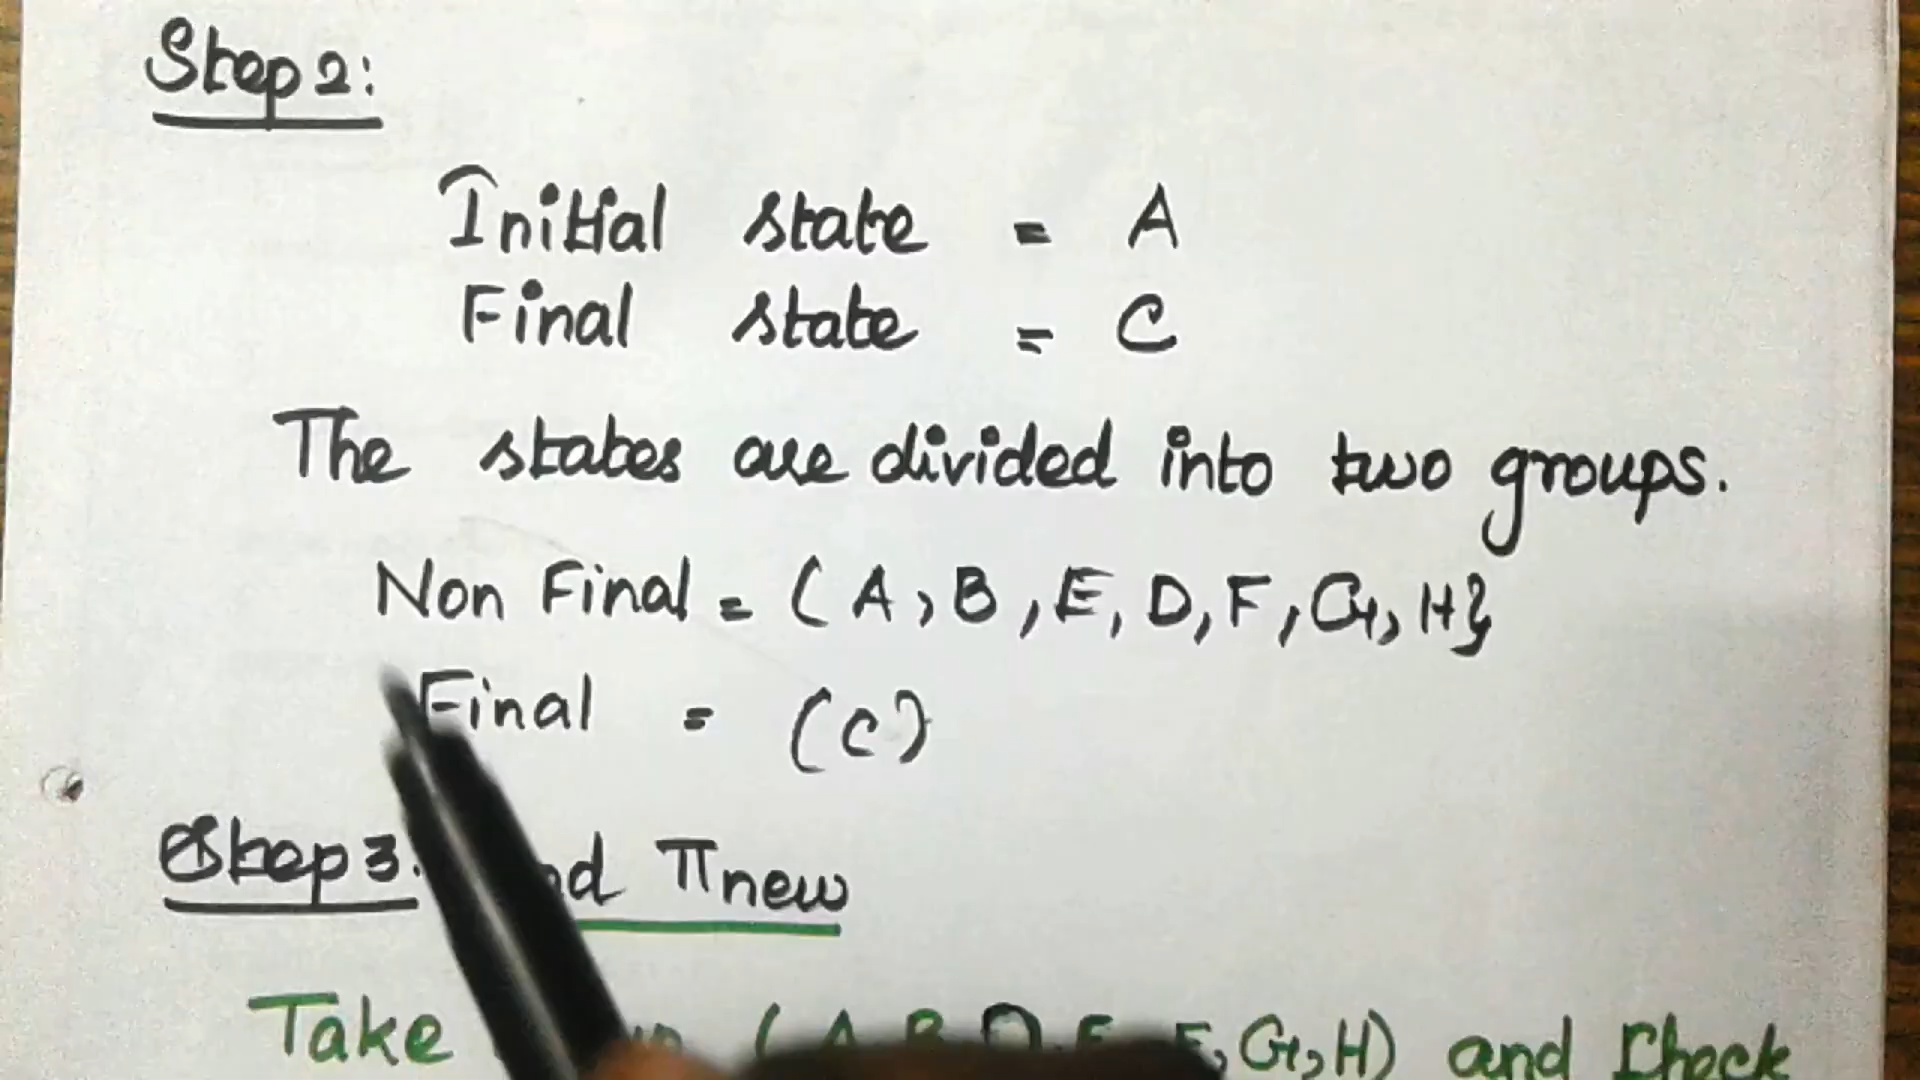 Step 2:
Initial state = A
Final state = C
The states are divided into two groups.
Non Final = (A, B, E, D, F, G, H}
Final = (C)
Step 3: πnew
Take (A, B, D, E, F, G, H) and check